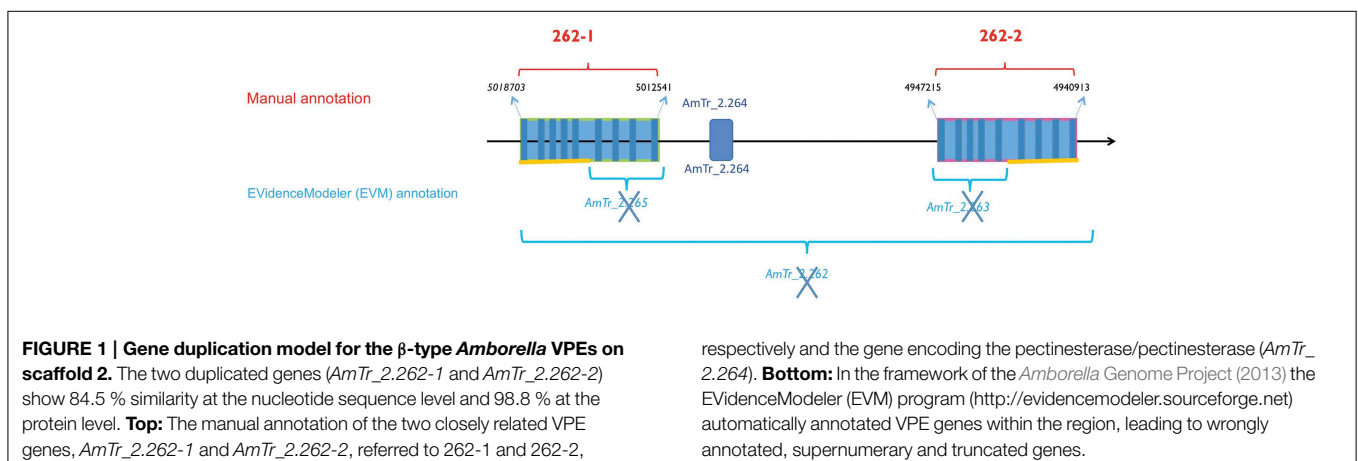 262-1
262-2
5018703
5012541
4947215
4940913
Manual annotation
AmTr_2.264
AmTr_2.264
EVidenceModeler (EVM) annotation
AmTr_2.265
AmTr_2.263
AmTr_2.262
FIGURE 1 | Gene duplication model for the β-type Amborella VPEs on
scaffold 2. The two duplicated genes (AmTr_2.262-1 and AmTr_2.262-2)
show 84.5 % similarity at the nucleotide sequence level and 98.8 % at the
protein level. Top: The manual annotation of the two closely related VPE
genes, AmTr_2.262-1 and AmTr_2.262-2, referred to 262-1 and 262-2,
respectively and the gene encoding the pectinesterase/pectinesterase (AmTr_
2.264). Bottom: In the framework of the Amborella Genome Project (2013) the
EVidenceModeler (EVM) program (http://evidencemodeler.sourceforge.net)
automatically annotated VPE genes within the region, leading to wrongly
annotated, supernumerary and truncated genes.